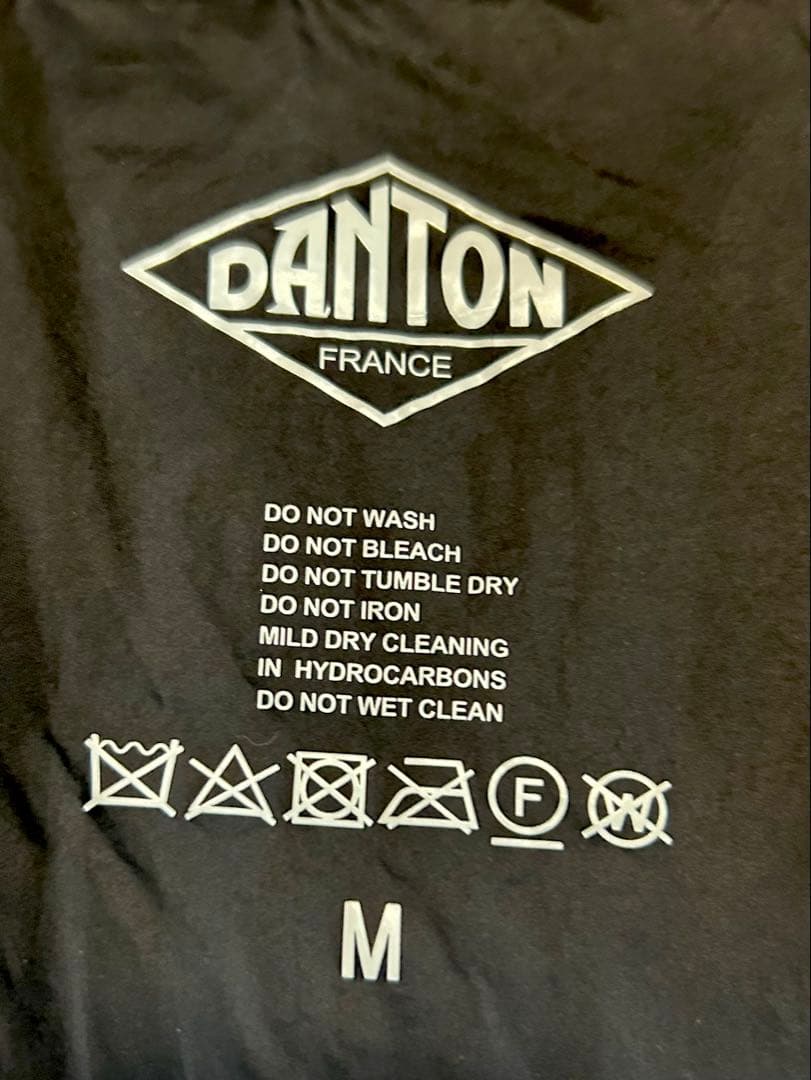 DANTON
FRANCE
DO NOT WASH
DO NOT BLEACH
DO NOT TUMBLE DRY
DO NOT IRON
MILD DRY CLEANING
IN HYDROCARBONS
DO NOT WET CLEAN
F W
M